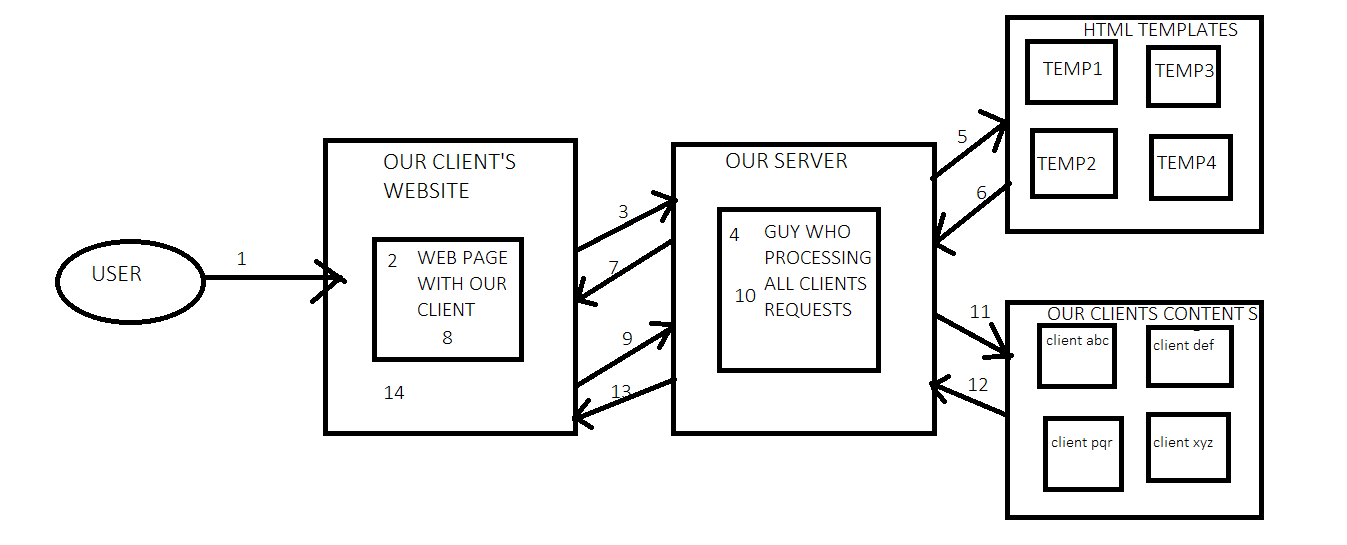 USER
1
OUR CLIENT'S
WEBSITE
2 WEB PAGE
WITH OUR
CLIENT
8
14
3
7
9
13
OUR SERVER
4 GUY WHO
PROCESSING
ALL CLIENTS
10 REQUESTS
5
6
11
12
HTML TEMPLATES
TEMP1 TEMP3
TEMP2 TEMP4
OUR CLIENTS CONTENT S
client abc client def
client pqr client xyz